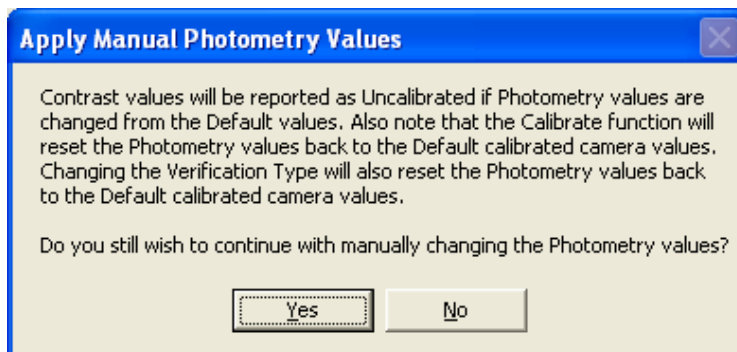 Apply Manual Photometry Values
Contrast values will be reported as Uncalibrated if Photometry values are
changed from the Default values. Also note that the Calibrate function will
reset the Photometry values back to the Default calibrated camera values.
Changing the Verification Type will also reset the Photometry values back
to the Default calibrated camera values.
Do you still wish to continue with manually changing the Photometry values?
Yes
No